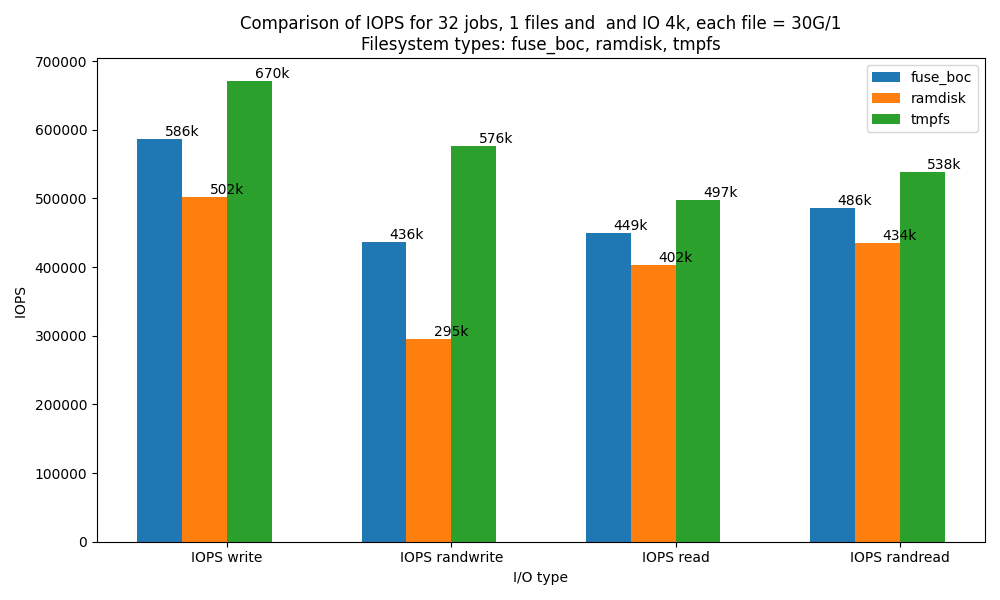 Comparison of IOPS for 32 jobs, 1 files and  and IO 4k, each file = 30G/1
Filesystem types: fuse_boc, ramdisk, tmpfs
IOPS
700000
600000
500000
400000
300000
200000
100000
0
586k
502k
670k
436k
295k
576k
449k
402k
497k
486k
434k
538k
fuse_boc
ramdisk
tmpfs
IOPS write
IOPS randwrite
IOPS read
IOPS randread
I/O type